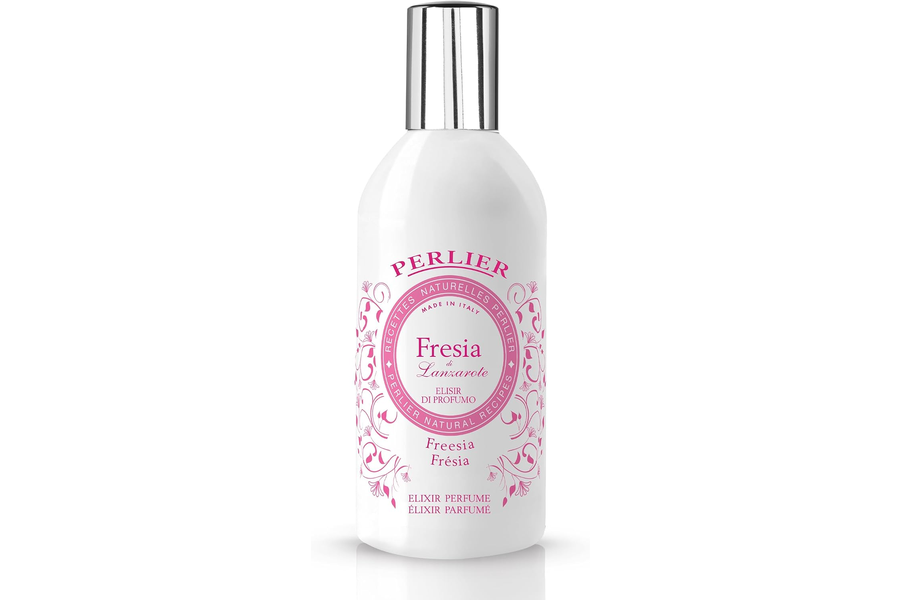 PERLIER
RECETTES NATURELLES PERLIER
MADE IN ITALY
Fresia
di
Lanzarote
ELISIR
DI PROFUMO
PERLIER NATURAL RECIPES
Freesia
Frésia
ELIXIR PERFUME
ÉLIXIR PARFUMÉ